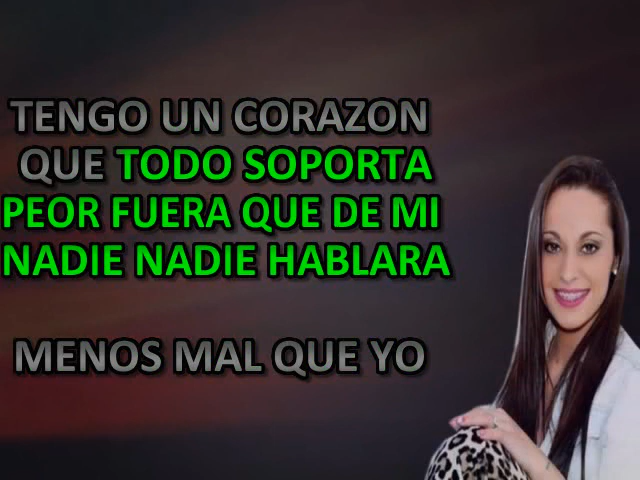 TENGO UN CORAZON
QUE TODO SOPORTA
PEOR FUERA QUE DE MI
NADIE NADIE HABLARA
MENOS MAL QUE YO